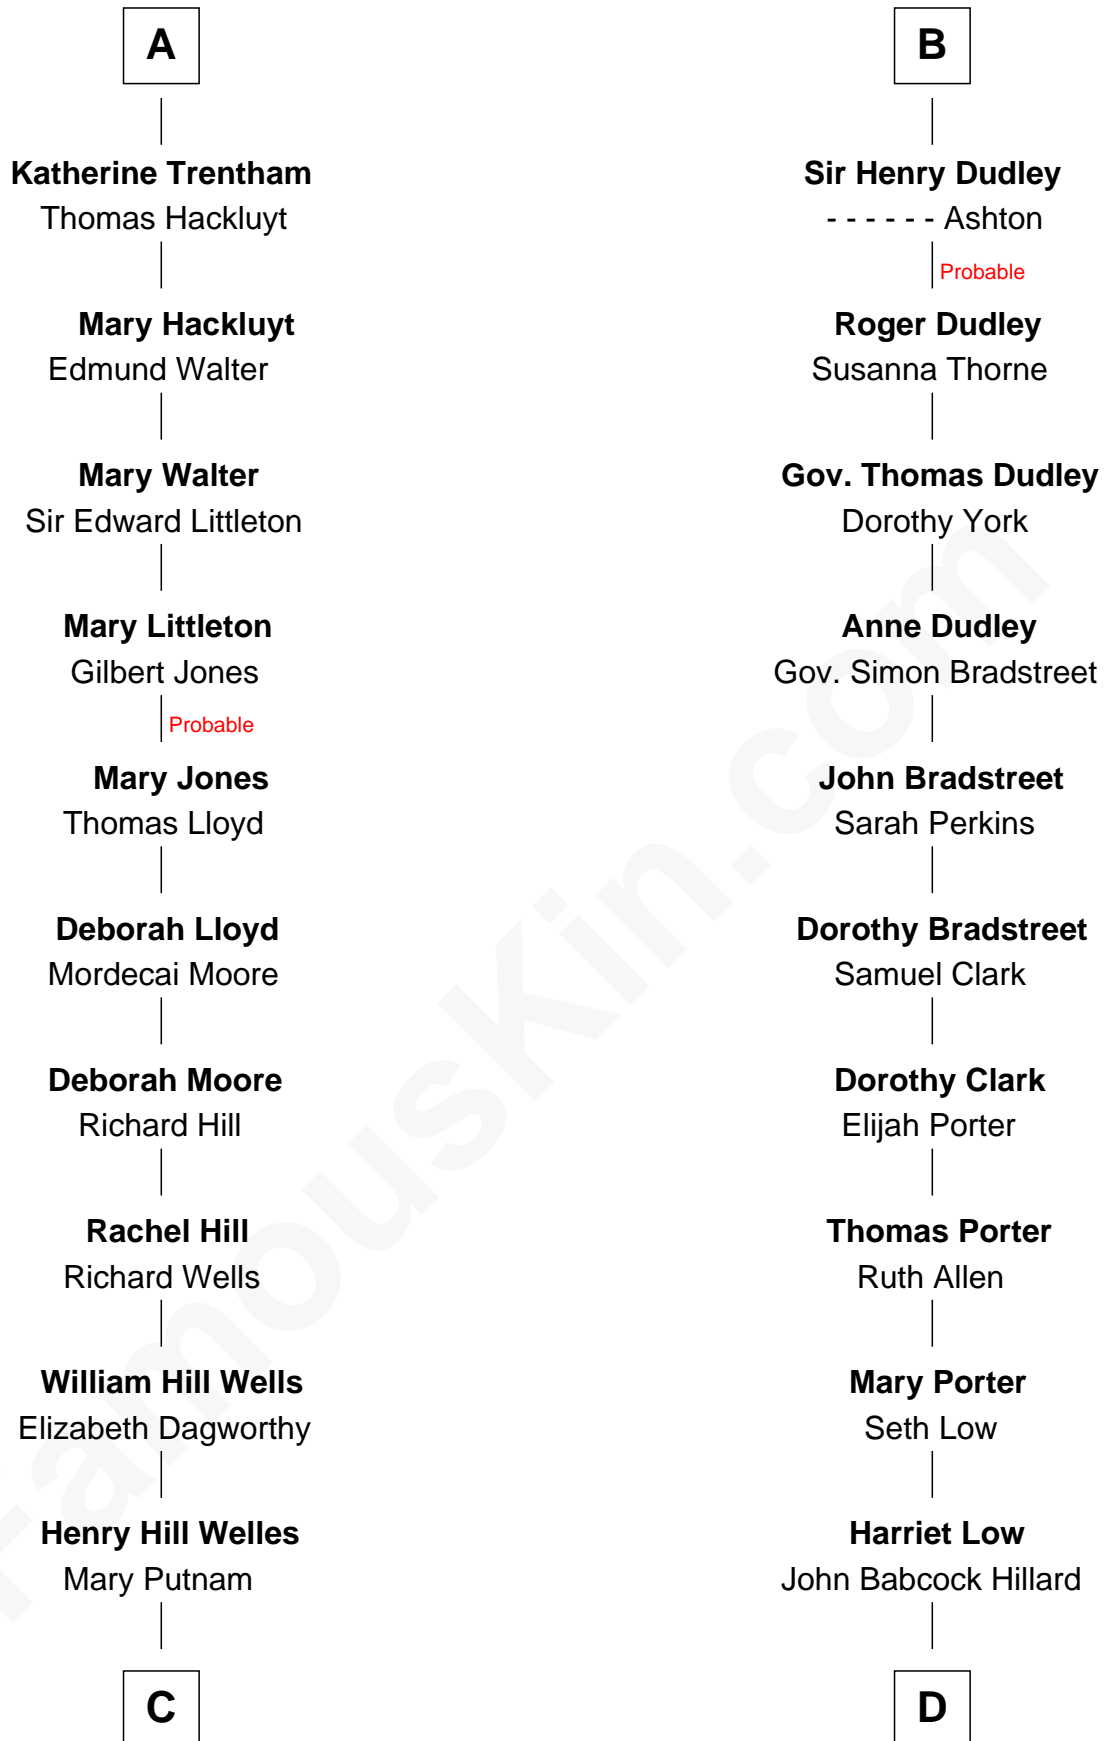 A
Katherine Trentham
Thomas Hackluyt
Mary Hackluyt
Edmund Walter
Mary Walter
Sir Edward Littleton
Mary Littleton
Gilbert Jones
Probable
Mary Jones
Thomas Lloyd
Deborah Lloyd
Mordecai Moore
Deborah Moore
Richard Hill
Rachel Hill
Richard Wells
William Hill Wells
Elizabeth Dagworthy
Henry Hill Welles
Mary Putnam
C
B
Sir Henry Dudley
- - - - - - Ashton
Probable
Roger Dudley
Susanna Thorne
Gov. Thomas Dudley
Dorothy York
Anne Dudley
Gov. Simon Bradstreet
John Bradstreet
Sarah Perkins
Dorothy Bradstreet
Samuel Clark
Dorothy Clark
Elijah Porter
Thomas Porter
Ruth Allen
Mary Porter
Seth Low
Harriet Low
John Babcock Hillard
D
FamousKin.com